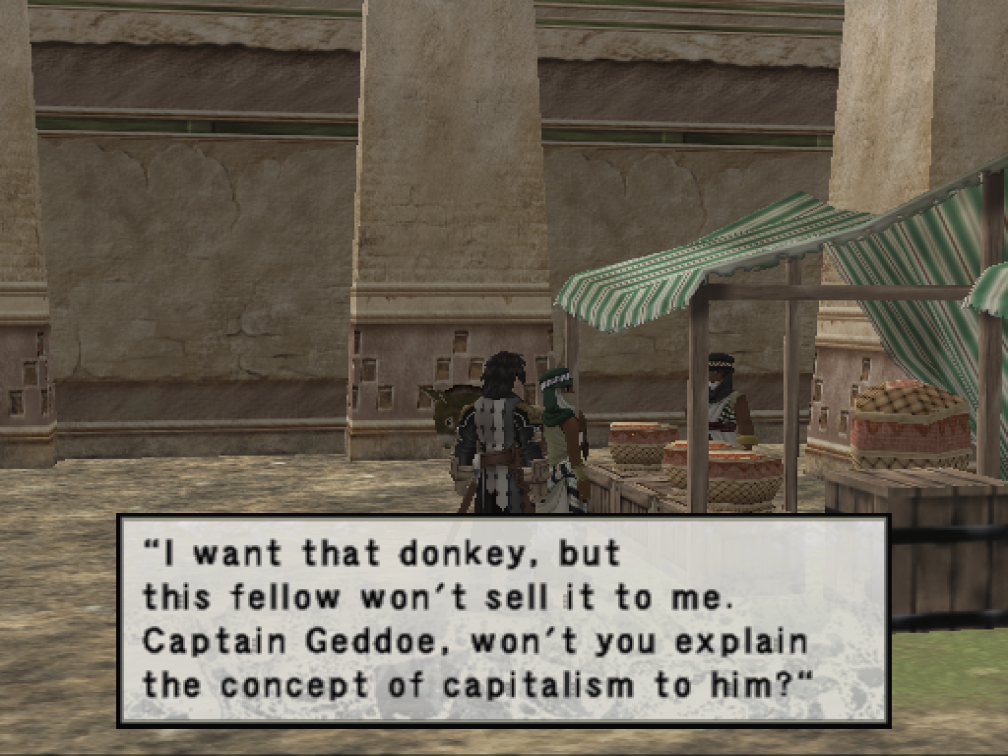 “I want that donkey, but
this fellow won’t sell it to me.
Captain Geddoe, won’t you explain
the concept of capitalism to him?“